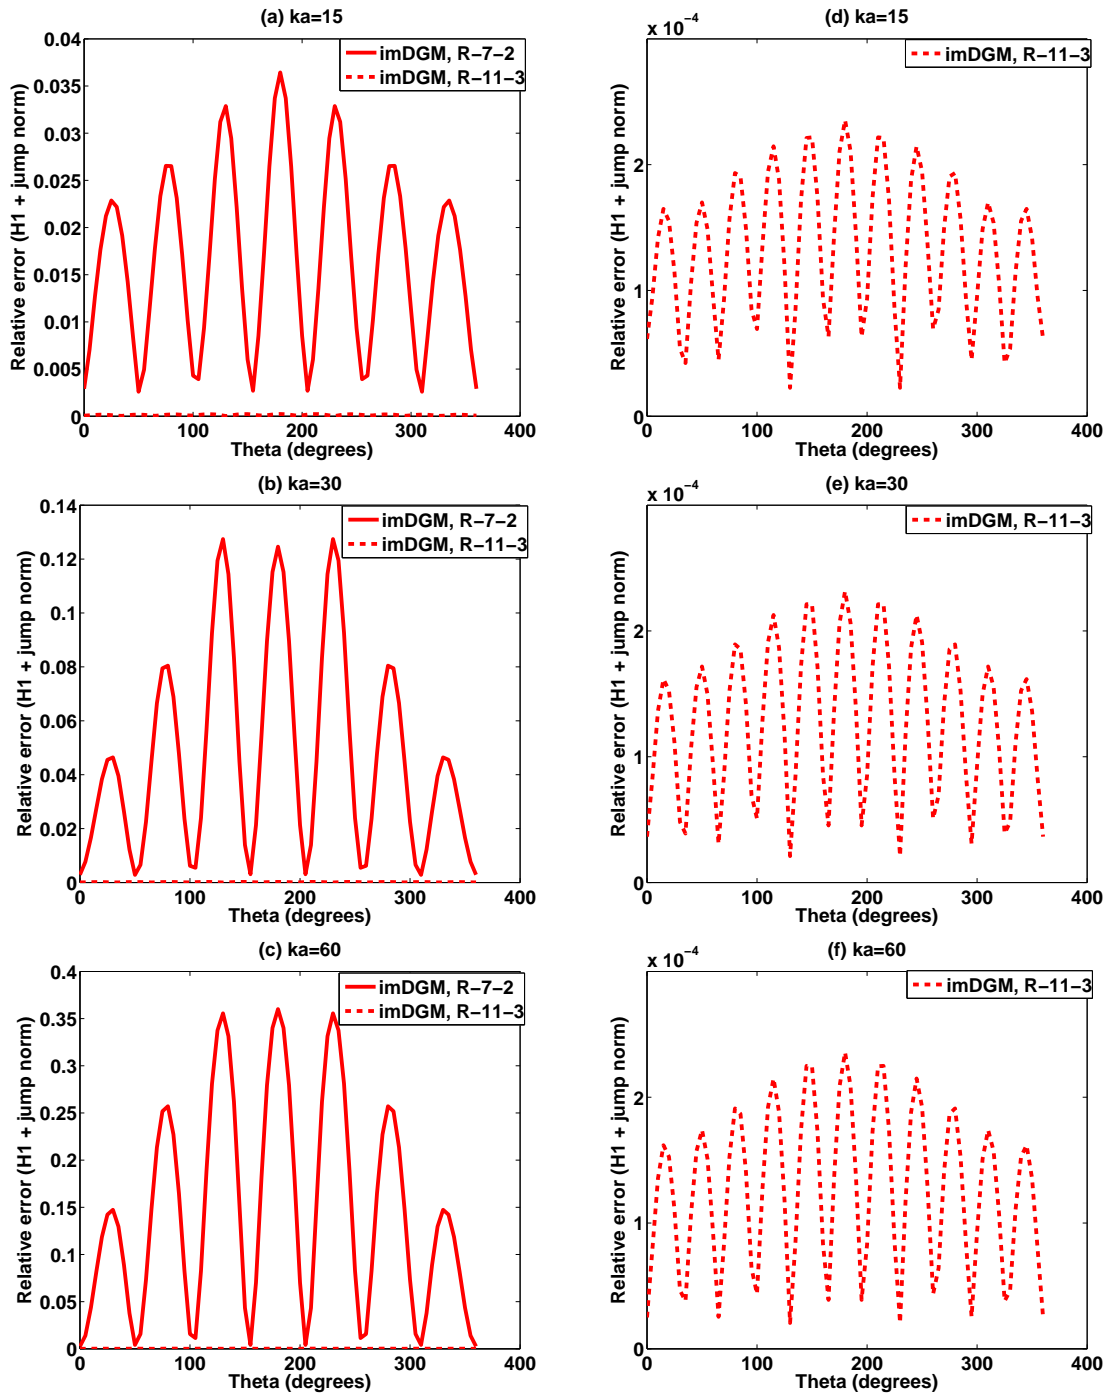 (a) ka=15
Relative error (H1 + jump norm)
0.04
0.035
0.03
0.025
0.02
0.015
0.01
0.005
0
0 100 200 300 400
Theta (degrees)
imDGM, R−7−2
imDGM, R−11−3
(d) ka=15
x 10−4
Relative error (H1 + jump norm)
2
1
0
0 100 200 300 400
Theta (degrees)
imDGM, R−11−3
(b) ka=30
Relative error (H1 + jump norm)
0.14
0.12
0.1
0.08
0.06
0.04
0.02
0
0 100 200 300 400
Theta (degrees)
imDGM, R−7−2
imDGM, R−11−3
(e) ka=30
x 10−4
Relative error (H1 + jump norm)
2
1
0
0 100 200 300 400
Theta (degrees)
imDGM, R−11−3
(c) ka=60
Relative error (H1 + jump norm)
0.4
0.35
0.3
0.25
0.2
0.15
0.1
0.05
0
0 100 200 300 400
Theta (degrees)
imDGM, R−7−2
imDGM, R−11−3
(f) ka=60
x 10−4
Relative error (H1 + jump norm)
2
1
0
0 100 200 300 400
Theta (degrees)
imDGM, R−11−3